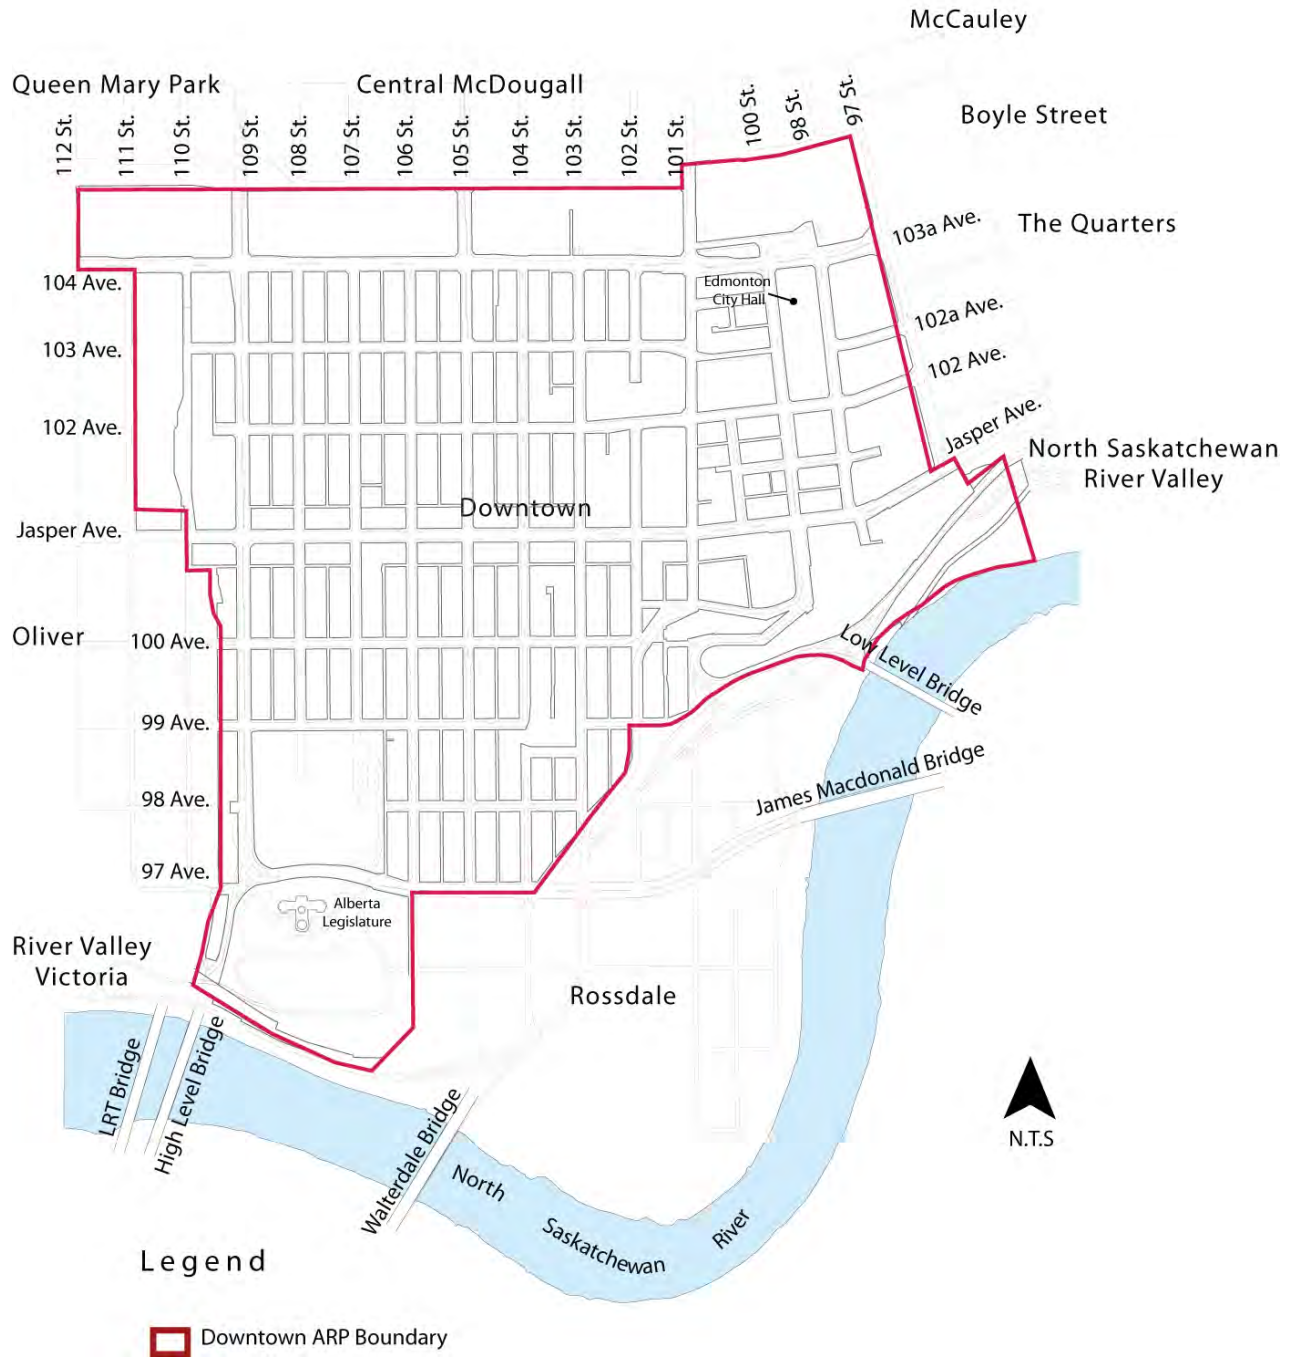 McCauley
Queen Mary Park
Central McDougall
Boyle Street
112 St.
111 St.
110 St.
109 St.
108 St.
107 St.
106 St.
105 St.
104 St.
103 St.
102 St.
101 St.
100 St.
98 St.
97 St.
103a Ave.
The Quarters
104 Ave.
Edmonton
City Hall
102a Ave.
103 Ave.
102 Ave.
102 Ave.
Jasper Ave.
North Saskatchewan
River Valley
Downtown
Jasper Ave.
Oliver
100 Ave.
Low Level Bridge
99 Ave.
James Macdonald Bridge
98 Ave.
97 Ave.
Alberta
Legislature
River Valley
Victoria
Rossdale
LRT Bridge
High Level Bridge
Walterdale Bridge
N.T.S
North
Saskatchewan
River
Legend
Downtown ARP Boundary